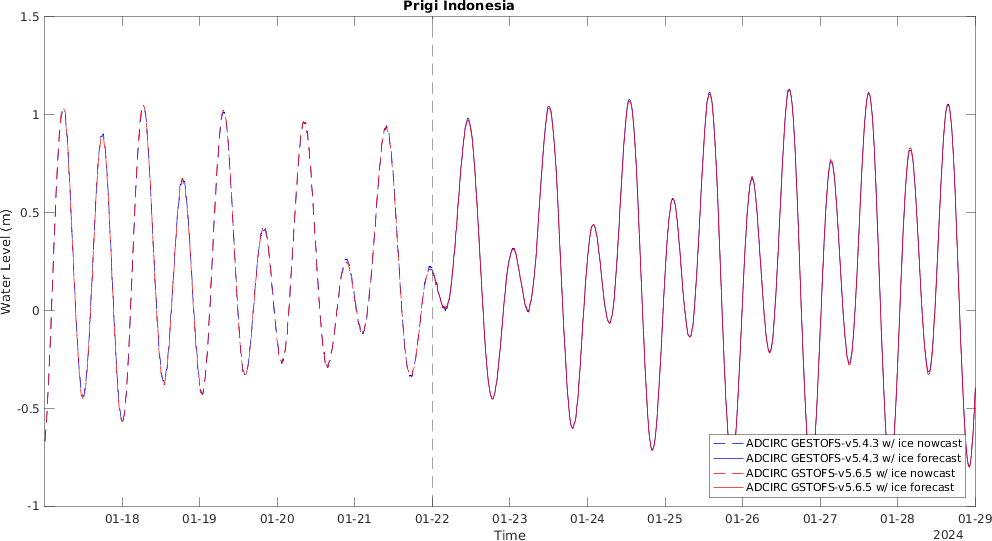 Prigi Indonesia
1.5
1
0.5
0
-0.5
-1
Water Level (m)
01-18 01-19 01-20 01-21 01-22 01-23 01-24 01-25 01-26 01-27 01-28 01-29
Time
2024
ADCIRC GESTOFS-v5.4.3 w/ ice nowcast
ADCIRC GESTOFS-v5.4.3 w/ ice forecast
ADCIRC GSTOFS-v5.6.5 w/ ice nowcast
ADCIRC GSTOFS-v5.6.5 w/ ice forecast